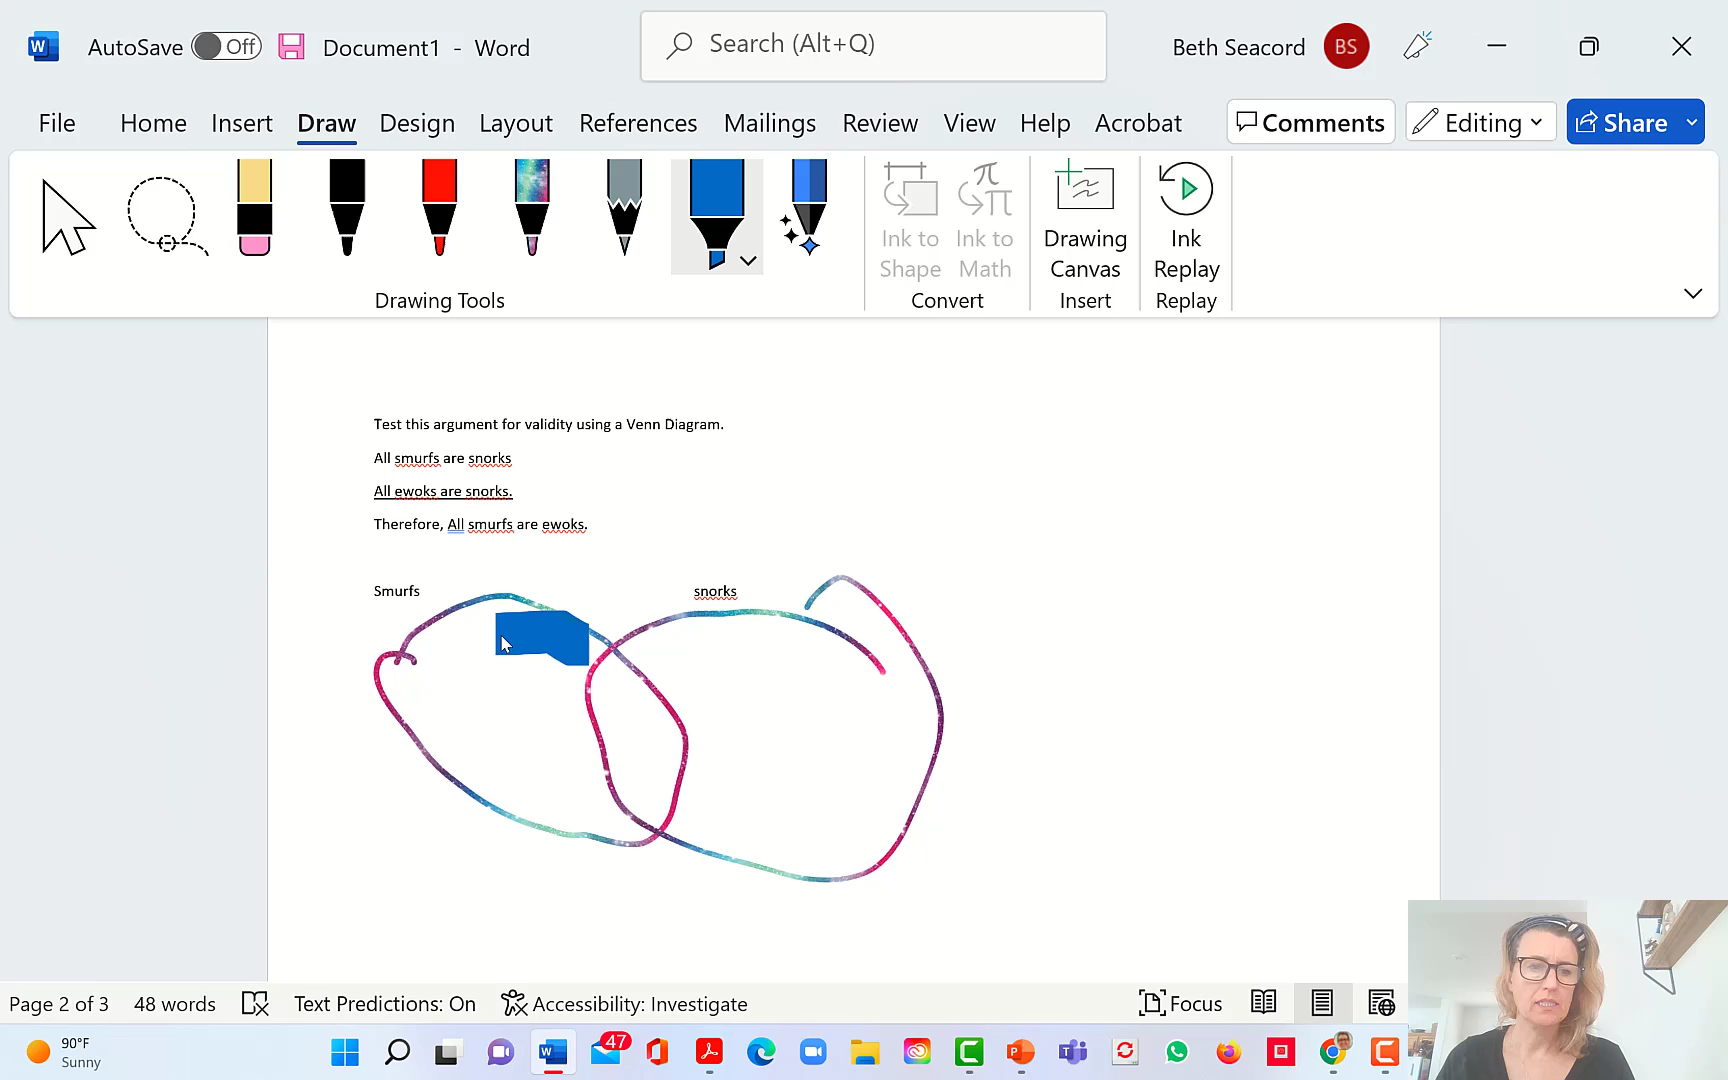 W AutoSave Off Document1 - Word Search (Alt+Q) Beth Seacord BS
File Home Insert Draw Design Layout References Mailings Review View Help Acrobat Comments Editing Share
Ink to Shape
Ink to Math
Drawing Canvas
Ink Replay
Drawing Tools Convert Insert Replay
Test this argument for validity using a Venn Diagram.
All smurfs are snorks
All ewoks are snorks.
Therefore, All smurfs are ewoks.
Smurfs snorks
Page 2 of 3 48 words Text Predictions: On Accessibility: Investigate Focus
90°F
Sunny
47